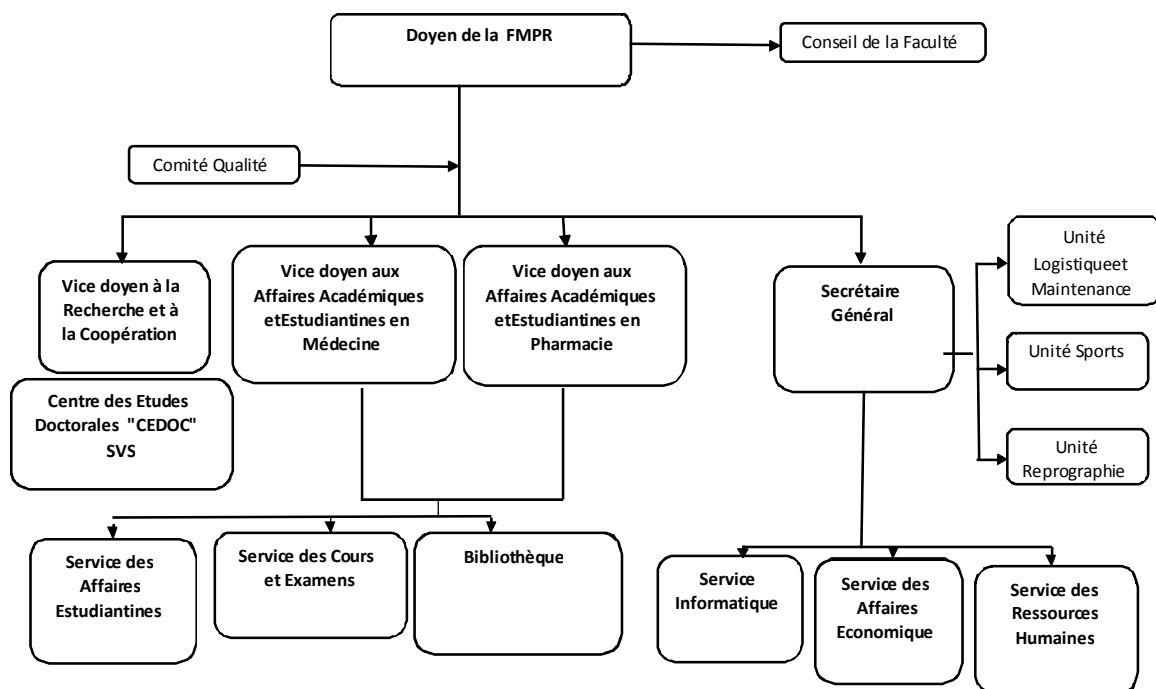 Doyen de la FMPR
Conseil de la Faculté
Comité Qualité
Vice doyen à la
Recherche et à
la Coopération
Vice doyen aux
Affaires Académiques
etEstudiantines en
Médecine
Vice doyen aux
Affaires Académiques
etEstudiantines en
Pharmacie
Secrétaire
Général
Unité
Logistiqueet
Maintenance
Unité Sports
Unité
Reprographie
Centre des Etudes
Doctorales "CEDOC"
SVS
Service des
Affaires
Estudiantines
Service des Cours
et Examens
Bibliothèque
Service
Informatique
Service des
Affaires
Economique
Service des
Ressources
Humaines